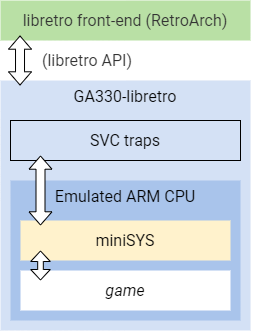 libretro front-end (RetroArch)
(libretro API)
GA330-libretro
SVC traps
Emulated ARM CPU
miniSYS
game